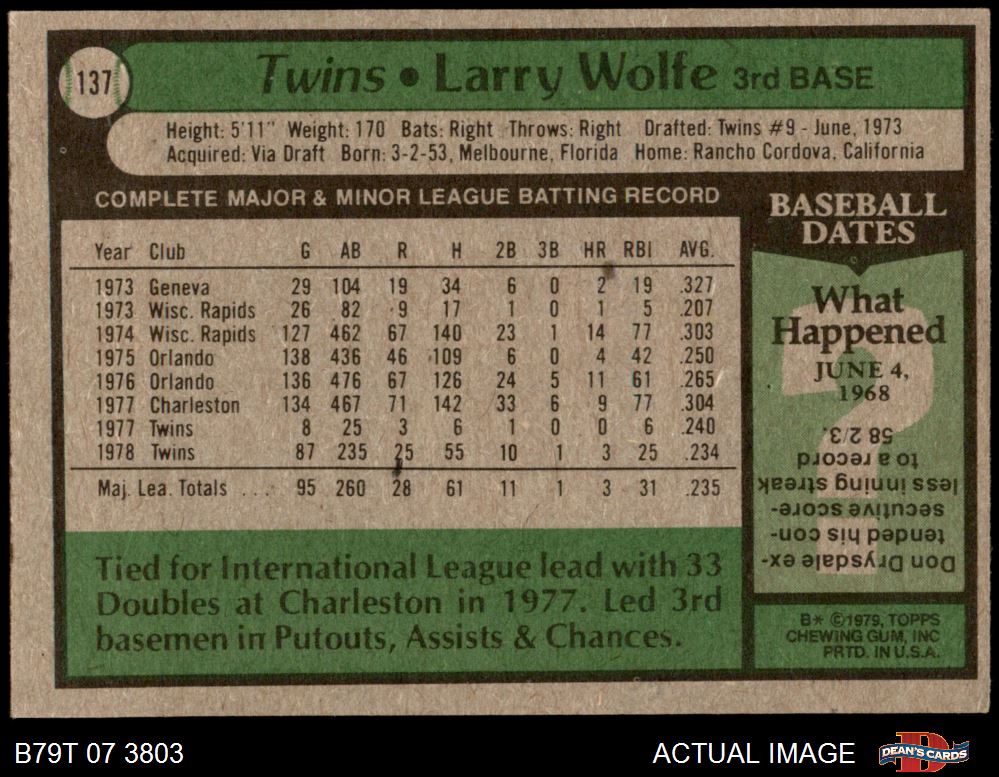 137
Twins • Larry Wolfe 3rd BASE
Height: 5'11" Weight: 170 Bats: Right Throws: Right Drafted: Twins #9 - June, 1973
Acquired: Via Draft Born: 3-2-53, Melbourne, Florida Home: Rancho Cordova, California
COMPLETE MAJOR & MINOR LEAGUE BATTING RECORD
Year Club G AB R H 2B 3B HR RBI AVG.
1973 Geneva 29 104 19 34 6 0 2 19 .327
1973 Wisc. Rapids 26 82 9 17 1 0 1 5 .207
1974 Wisc. Rapids 127 462 67 140 23 1 14 77 .303
1975 Orlando 138 436 46 109 6 0 4 42 .250
1976 Orlando 136 476 67 126 24 5 11 61 .265
1977 Charleston 134 467 71 142 33 6 9 77 .304
1977 Twins 8 25 3 6 1 0 0 6 .240
1978 Twins 87 235 25 55 10 1 3 25 .234
Maj. Lea. Totals ... 95 260 28 61 11 1 3 31 .235
Tied for International League lead with 33
Doubles at Charleston in 1977. Led 3rd
basemen in Putouts, Assists & Chances.
BASEBALL
DATES
What
Happened
JUNE 4,
1968
Don Drysdale ex-
tended his con-
secutive score-
less inning streak
to a record
58 2/3.
B* ©1979, TOPPS
CHEWING GUM, INC
PRTD. IN U.S.A.
B79T 07 3803
ACTUAL IMAGE
DEAN'S CARDS